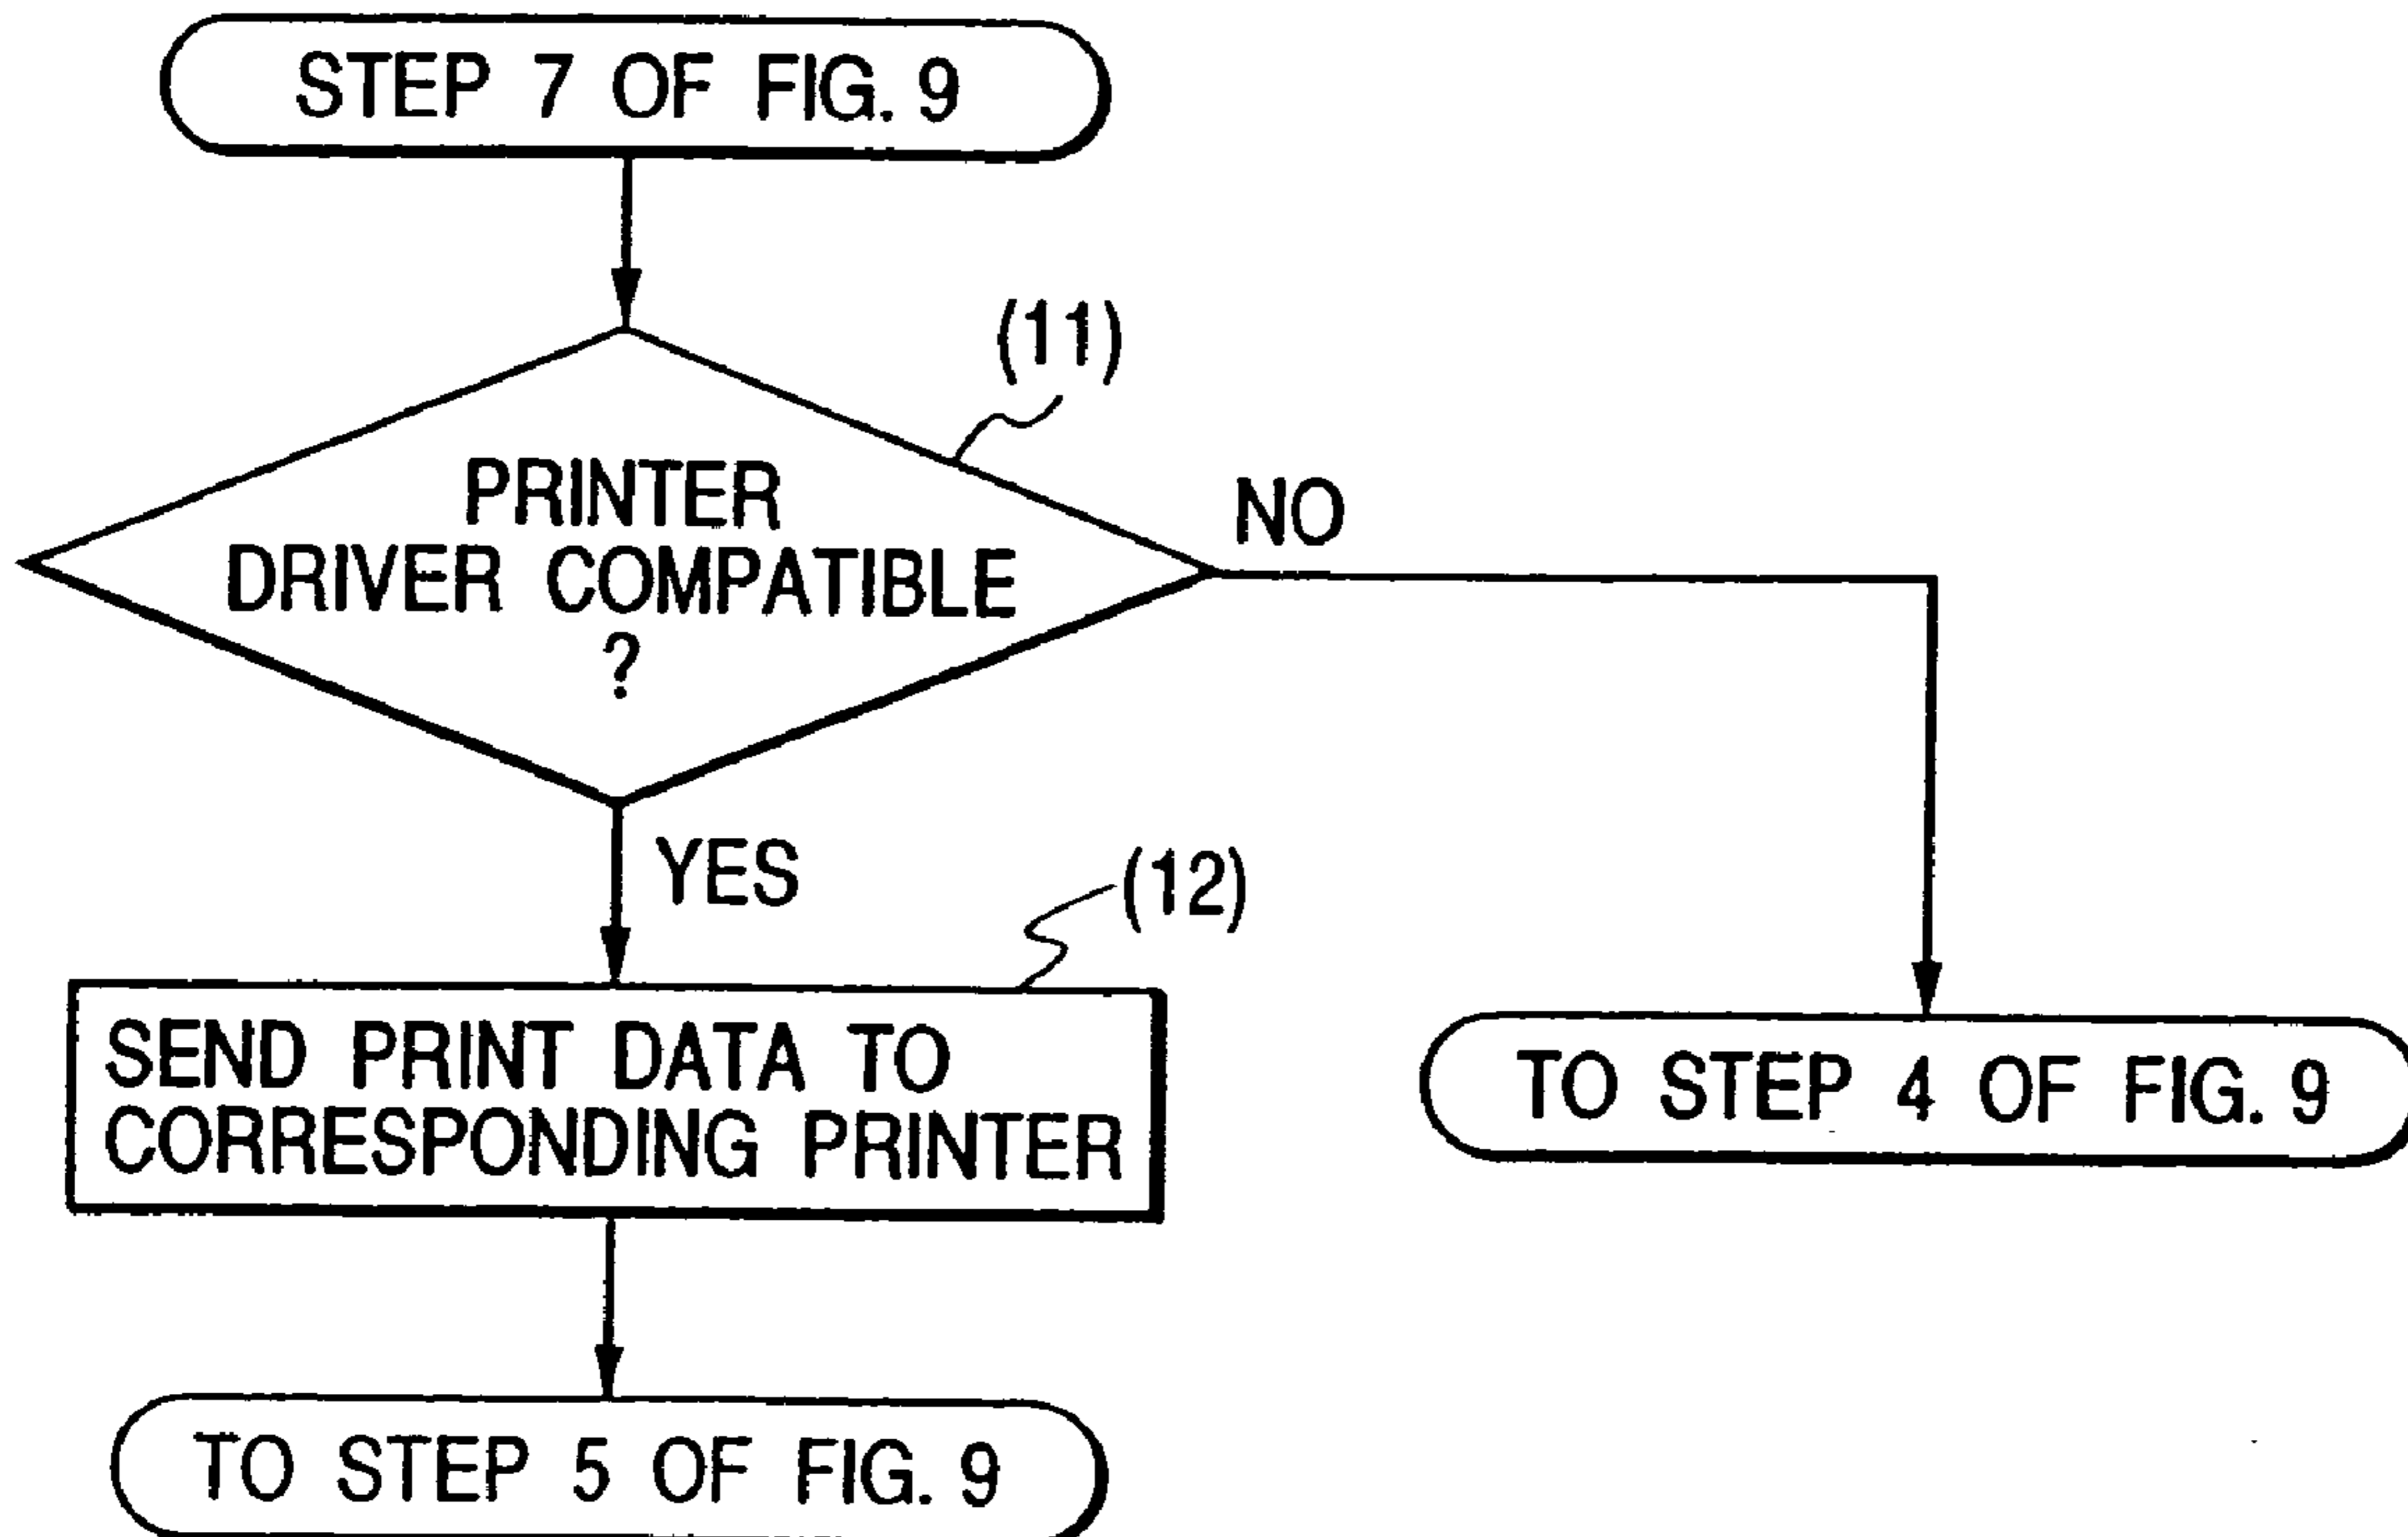 STEP 7 OF FIG. 9
(11)
PRINTER
DRIVER COMPATIBLE
?
NO
YES
(12)
SEND PRINT DATA TO
CORRESPONDING PRINTER
TO STEP 4 OF FIG. 9
TO STEP 5 OF FIG. 9